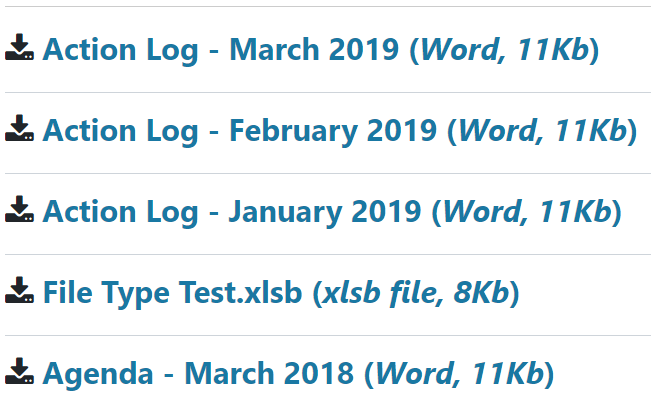 Action Log - March 2019 (Word, 11Kb)
Action Log - February 2019 (Word, 11Kb)
Action Log - January 2019 (Word, 11Kb)
File Type Test.xlsb (xlsb file, 8Kb)
Agenda - March 2018 (Word, 11Kb)